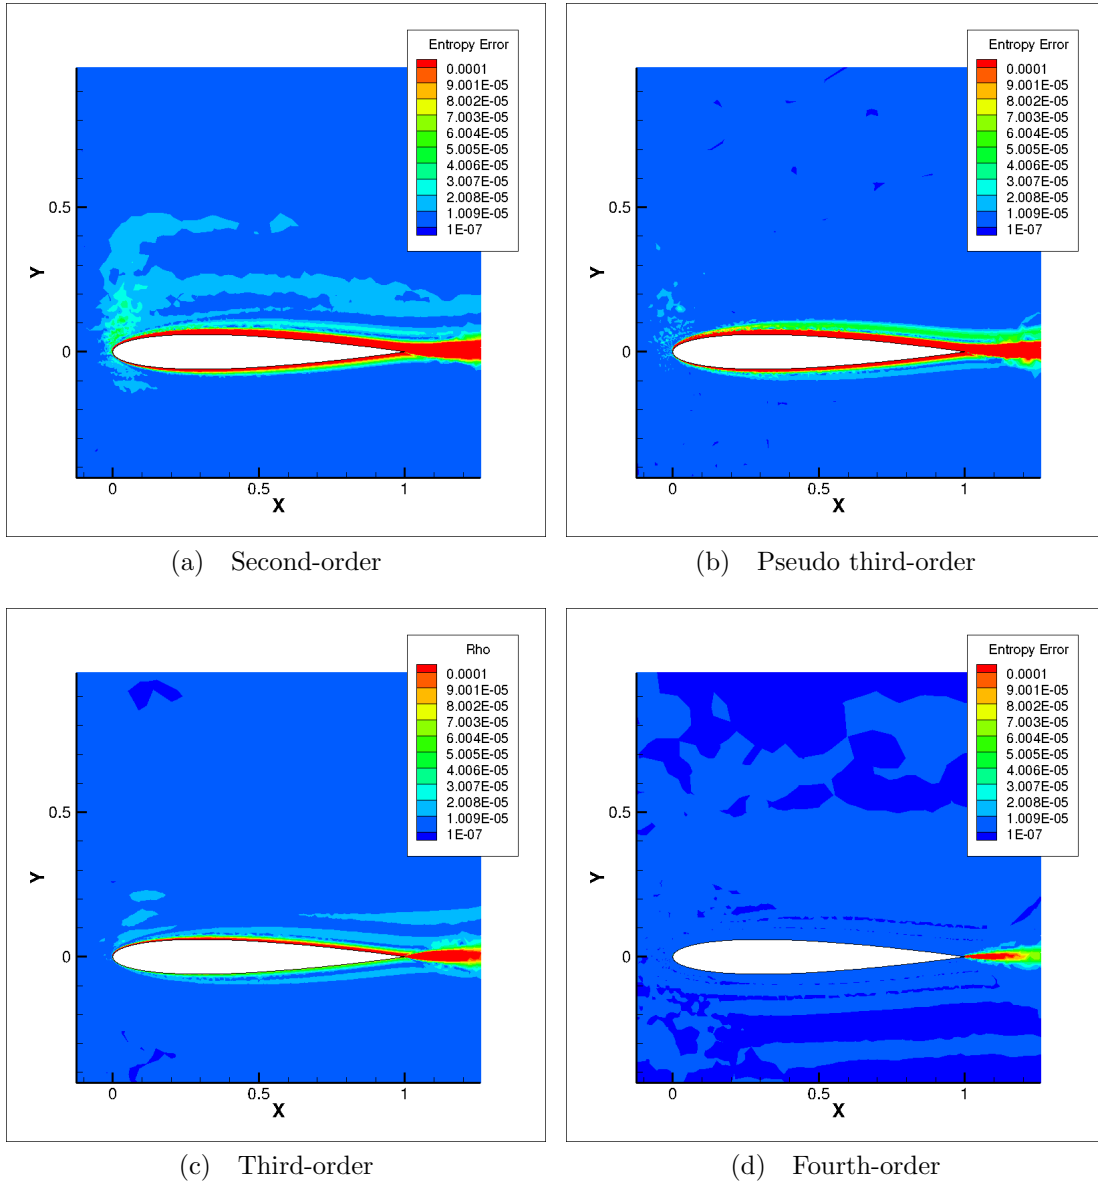 Entropy Error
0.0001
9.001E-05
8.002E-05
7.003E-05
6.004E-05
5.005E-05
4.006E-05
3.007E-05
2.008E-05
1.009E-05
1E-07
0.5
0
Y
0
0.5
1
X
(a) Second-order
Entropy Error
0.0001
9.001E-05
8.002E-05
7.003E-05
6.004E-05
5.005E-05
4.006E-05
3.007E-05
2.008E-05
1.009E-05
1E-07
0.5
0
Y
0
0.5
1
X
(b) Pseudo third-order
Rho
0.0001
9.001E-05
8.002E-05
7.003E-05
6.004E-05
5.005E-05
4.006E-05
3.007E-05
2.008E-05
1.009E-05
1E-07
0.5
0
Y
0
0.5
1
X
(c) Third-order
Entropy Error
0.0001
9.001E-05
8.002E-05
7.003E-05
6.004E-05
5.005E-05
4.006E-05
3.007E-05
2.008E-05
1.009E-05
1E-07
0.5
0
Y
0
0.5
1
X
(d) Fourth-order